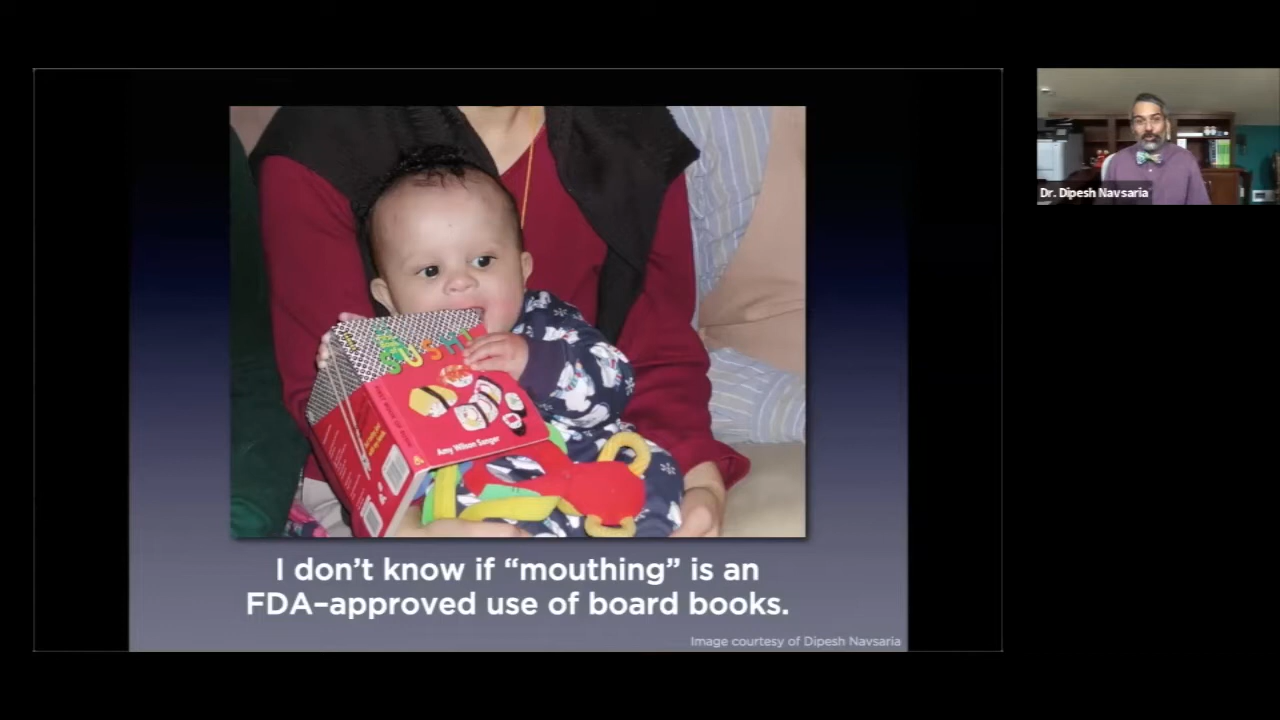 SUSHI
Amy Wilson Sanger
I don’t know if “mouthing” is an
FDA–approved use of board books.
Image courtesy of Dipesh Navsaria
Dr. Dipesh Navsaria